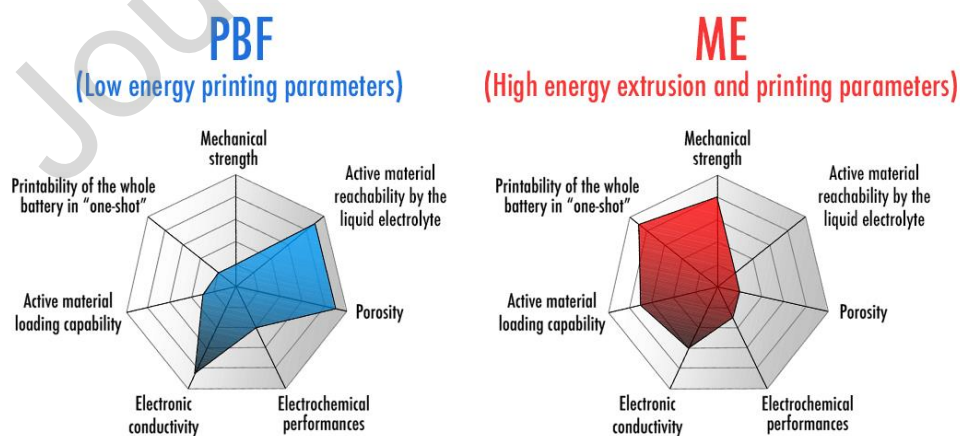 Jou
PBF
(Low energy printing parameters)
Mechanical
strength
Active material
reachability by the
liquid electrolyte
Porosity
Electrochemical
performances
Electronic
conductivity
Active material
loading capability
Printability of the whole
battery in “one-shot”
ME
(High energy extrusion and printing parameters)
Mechanical
strength
Active material
reachability by the
liquid electrolyte
Porosity
Electrochemical
performances
Electronic
conductivity
Active material
loading capability
Printability of the whole
battery in “one-shot”